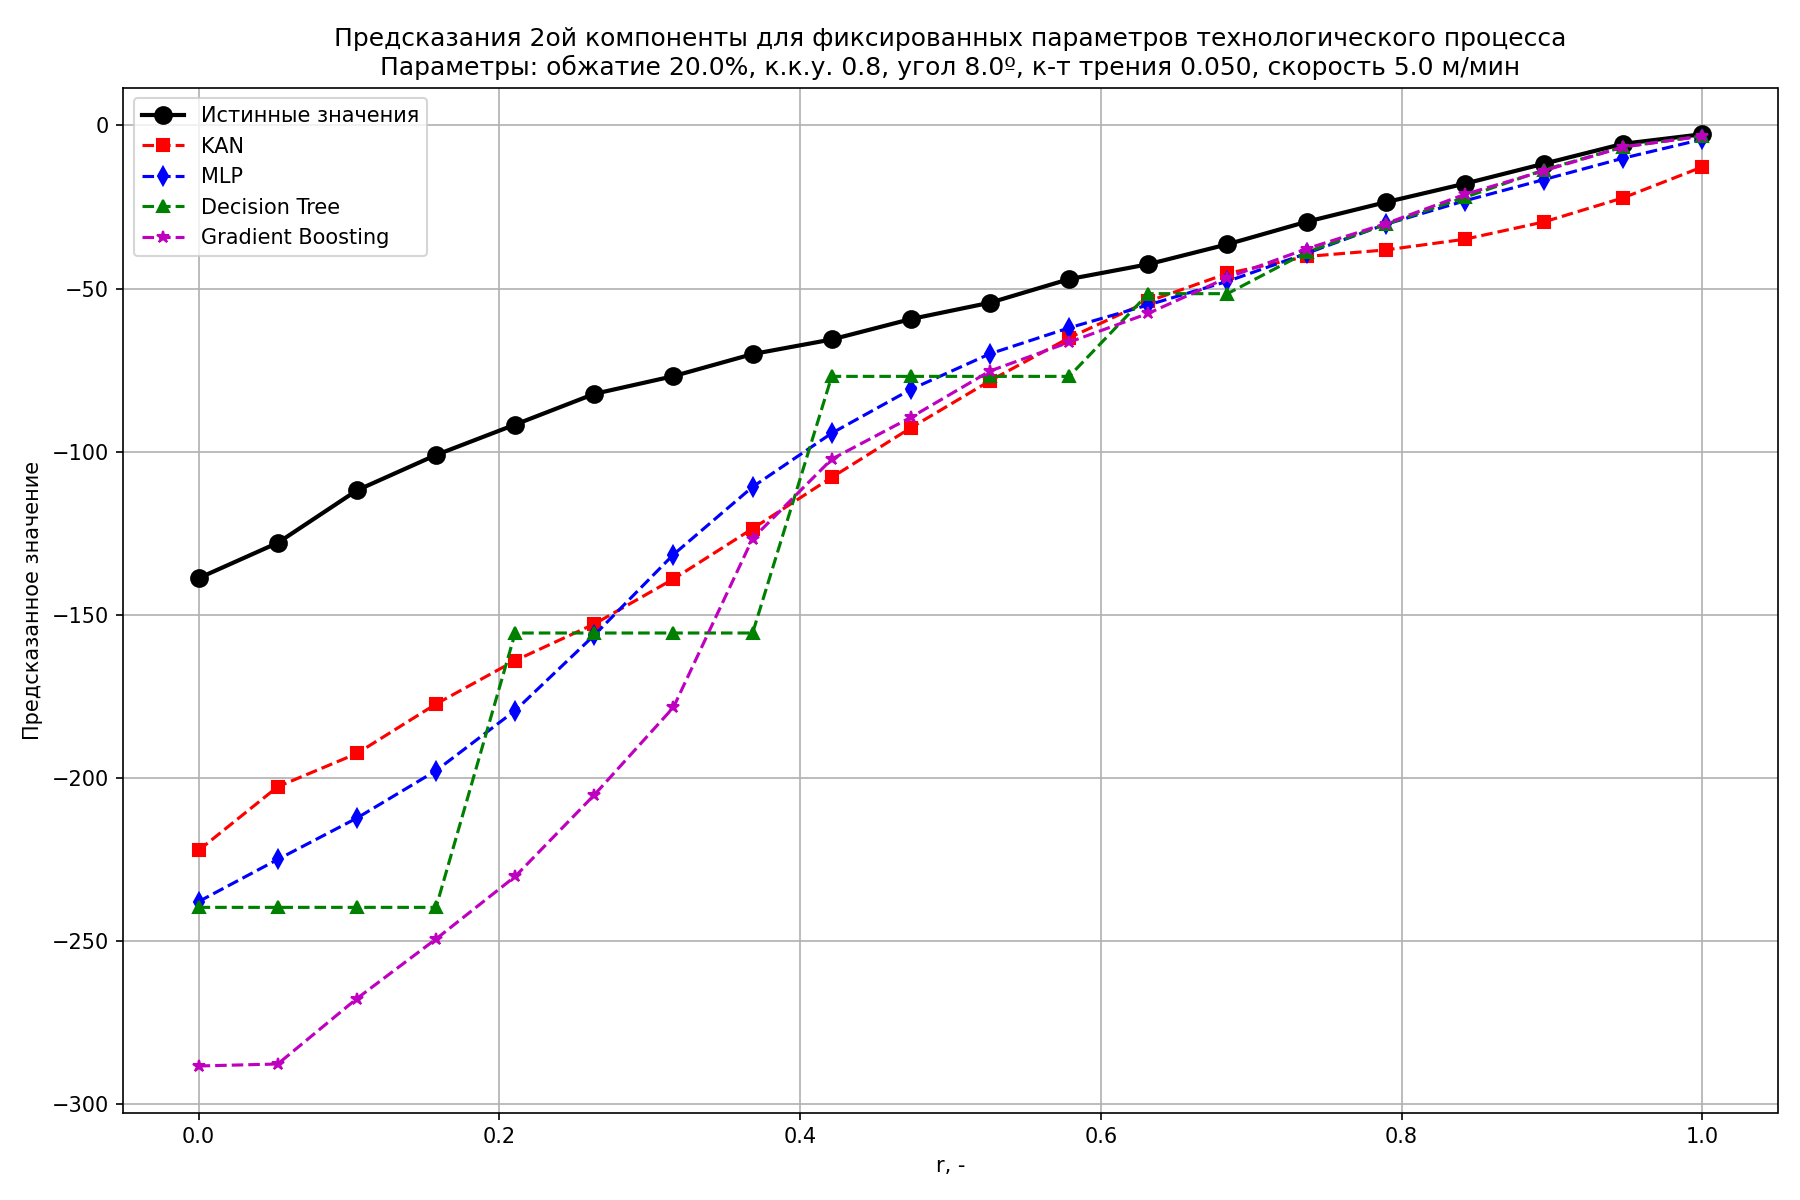 Предсказания 2ой компоненты для фиксированных параметров технологического процесса
Параметры: обжатие 20.0%, к.к.у. 0.8, угол 8.0º, к-т трения 0.050, скорость 5.0 м/мин
Истинные значения
KAN
MLP
Decision Tree
Gradient Boosting
Предсказанное значение
0
−50
−100
−150
−200
−250
−300
0.0
0.2
0.4
0.6
0.8
1.0
r, -